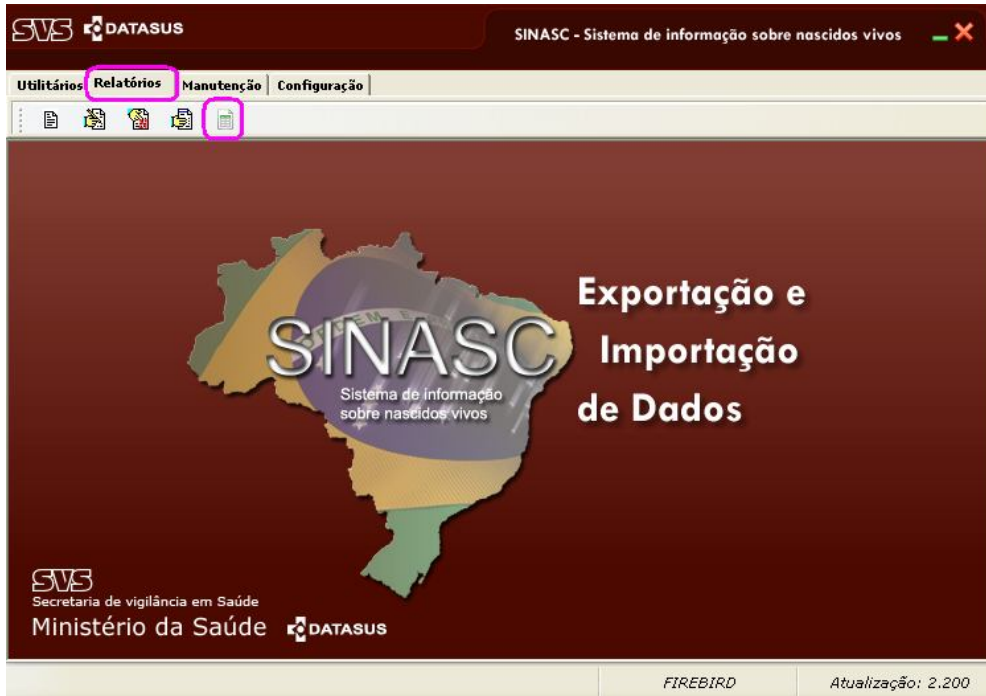 SVS DATASUS
SINASC - Sistema de informação sobre nascidos vivos
Utilitários Relatórios Manutenção Configuração
ORDEM E
SINASC
Sistema de informação
sobre nascidos vivos
Exportação e
Importação
de Dados
SVS
Secretaria de vigilância em Saúde
Ministério da Saúde DATASUS
FIREBIRD Atualização: 2.200